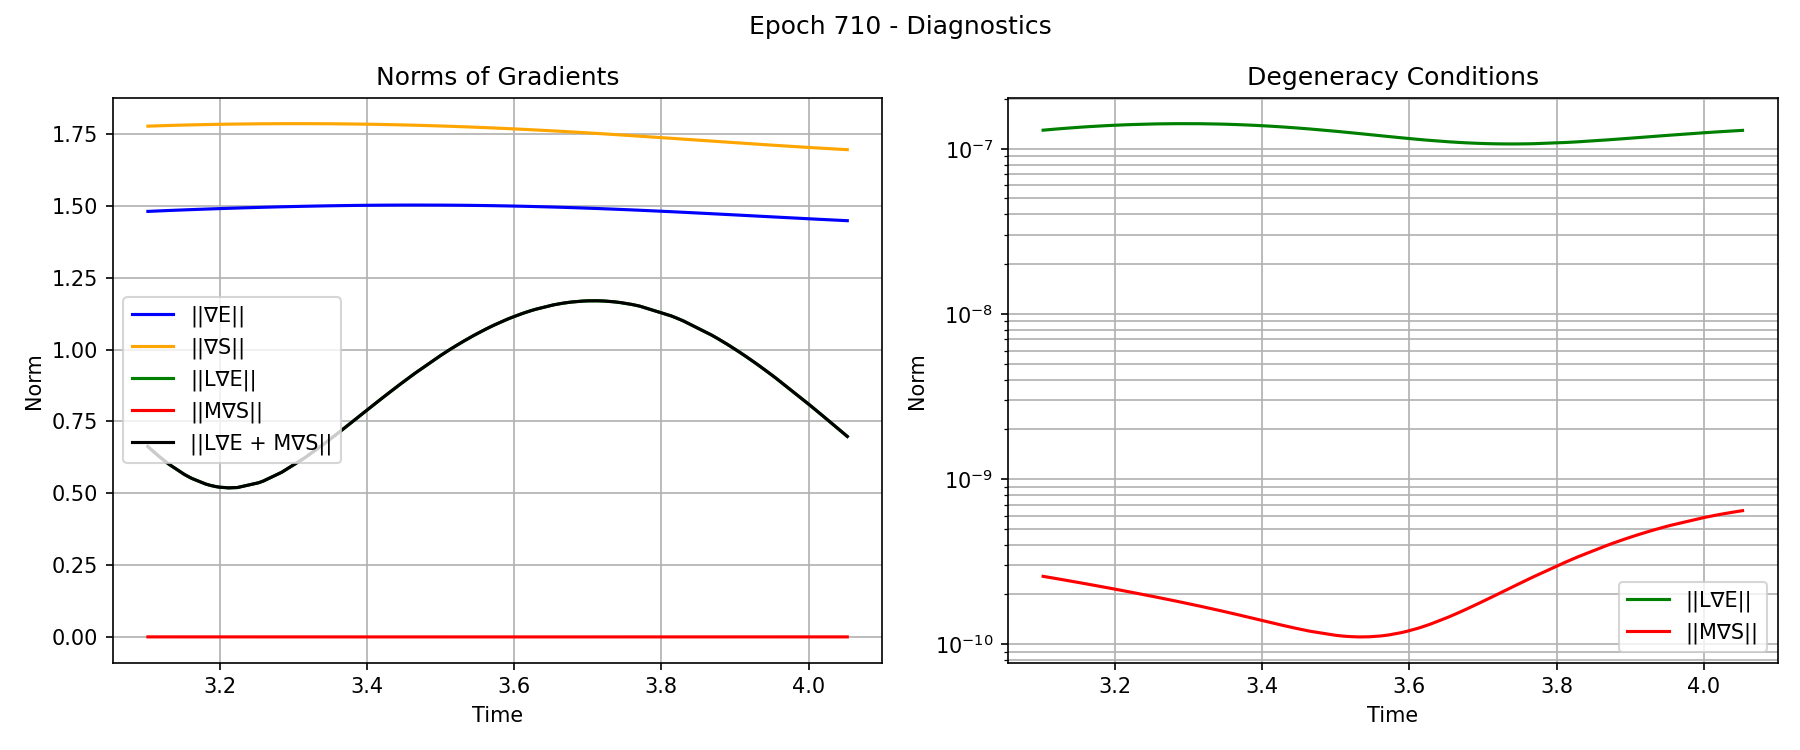 Epoch 710 - Diagnostics
Norms of Gradients
1.75
1.50
1.25
1.00
0.75
0.50
0.25
0.00
Norm
||∇E||
||∇S||
||L∇E||
||M∇S||
||L∇E + M∇S||
3.2
3.4
3.6
3.8
4.0
Time
Degeneracy Conditions
10⁻⁷
10⁻⁸
10⁻⁹
10⁻¹⁰
Norm
||L∇E||
||M∇S||
3.2
3.4
3.6
3.8
4.0
Time